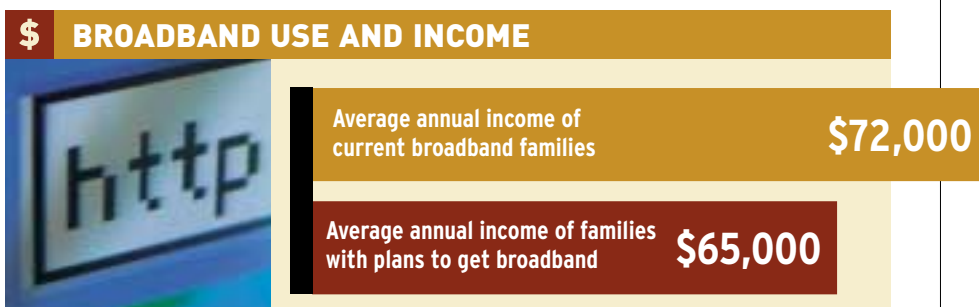 $ BROADBAND USE AND INCOME
http
Average annual income of
current broadband families
$72,000
Average annual income of families
with plans to get broadband
$65,000